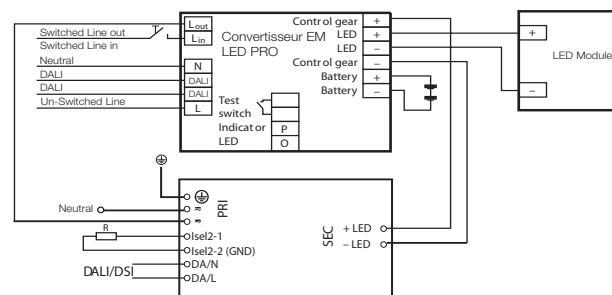 Switched Line out
Switched Line in
Neutral
DALI
DALI
Un-Switched Line
Lout
Lin
N
DALI
DALI
L
Convertisseur EM
LED PRO
Test
switch
Indicator
LED
P
O
Control gear +
LED +
LED –
Control gear –
Battery +
Battery –
+
LED Module
–
Neutral
≂
≂
PRI
R
Isel2-1
Isel2-2 (GND)
DALI/DSI
DA/N
DA/L
SEC
+ LED
– LED